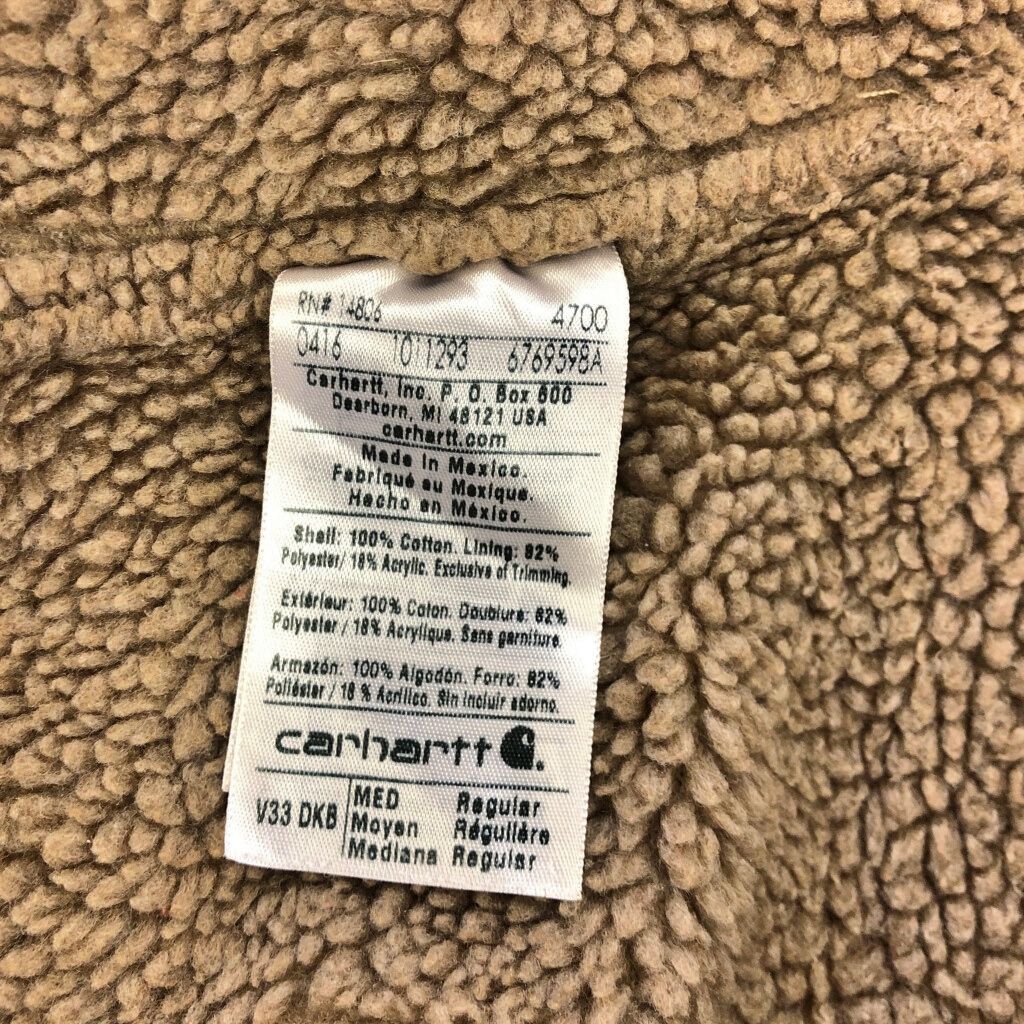 RN# 14806 4700
0416 1011293 6769598A
Carhartt, Inc. P. O. Box 600
Dearborn, MI 48121 USA
carhartt.com
Made in Mexico.
Fabriqué au Mexique.
Hecho en México.
Shell: 100% Cotton. Lining: 82%
Polyester/ 18% Acrylic. Exclusive of Trimming.
Extérieur: 100% Coton. Doublure: 82%
Polyester / 18% Acrylique. Sans garniture.
Armazón: 100% Algodón. Forro: 82%
Poliéster / 18 % Acrílico. Sin incluir adorno.
carhartt
V33 DKB MED Regular
Moyen Régulière
Mediana Regular